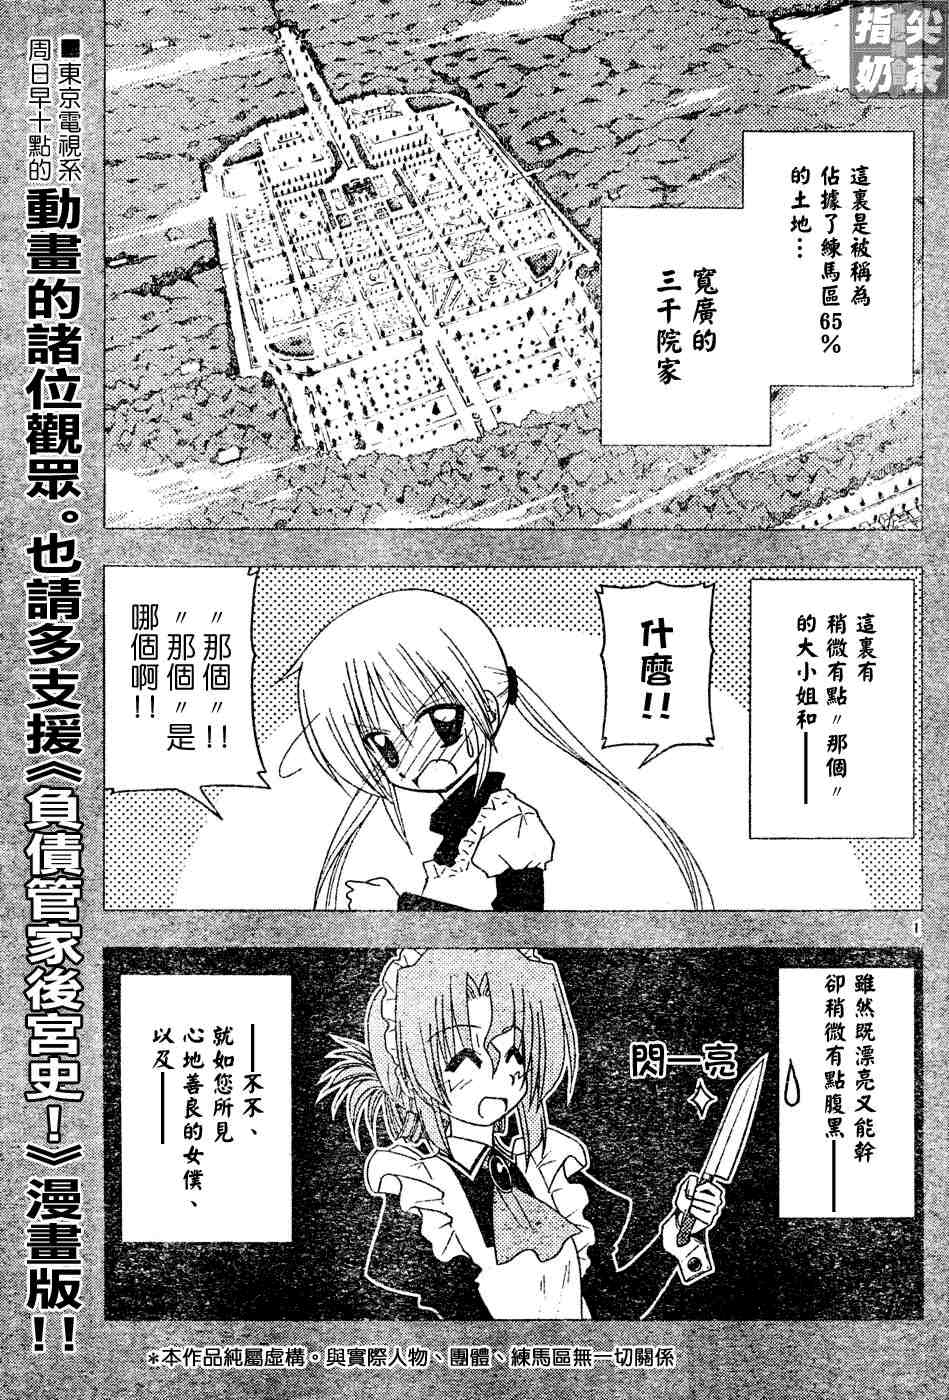 指尖
奶茶
這裏是被稱為
佔據了練馬區65%
的土地…
寬廣的
三千院家
這裏有
稍微有點〃那個〃
的大小姐和——
什麼!!
〃那個〃!!
〃那個〃是
哪個啊!!
1
雖然既漂亮又能幹
卻稍微有點腹黑——
閃一亮
——不不、
就如您所見
心地善良的女僕、
以及——
■東京電視系
周日早十點的
動畫的諸位觀眾。也請多支援《負債管家後宮史！》漫畫版!!
*本作品純屬虛構。與實際人物、團體、練馬區無一切關係